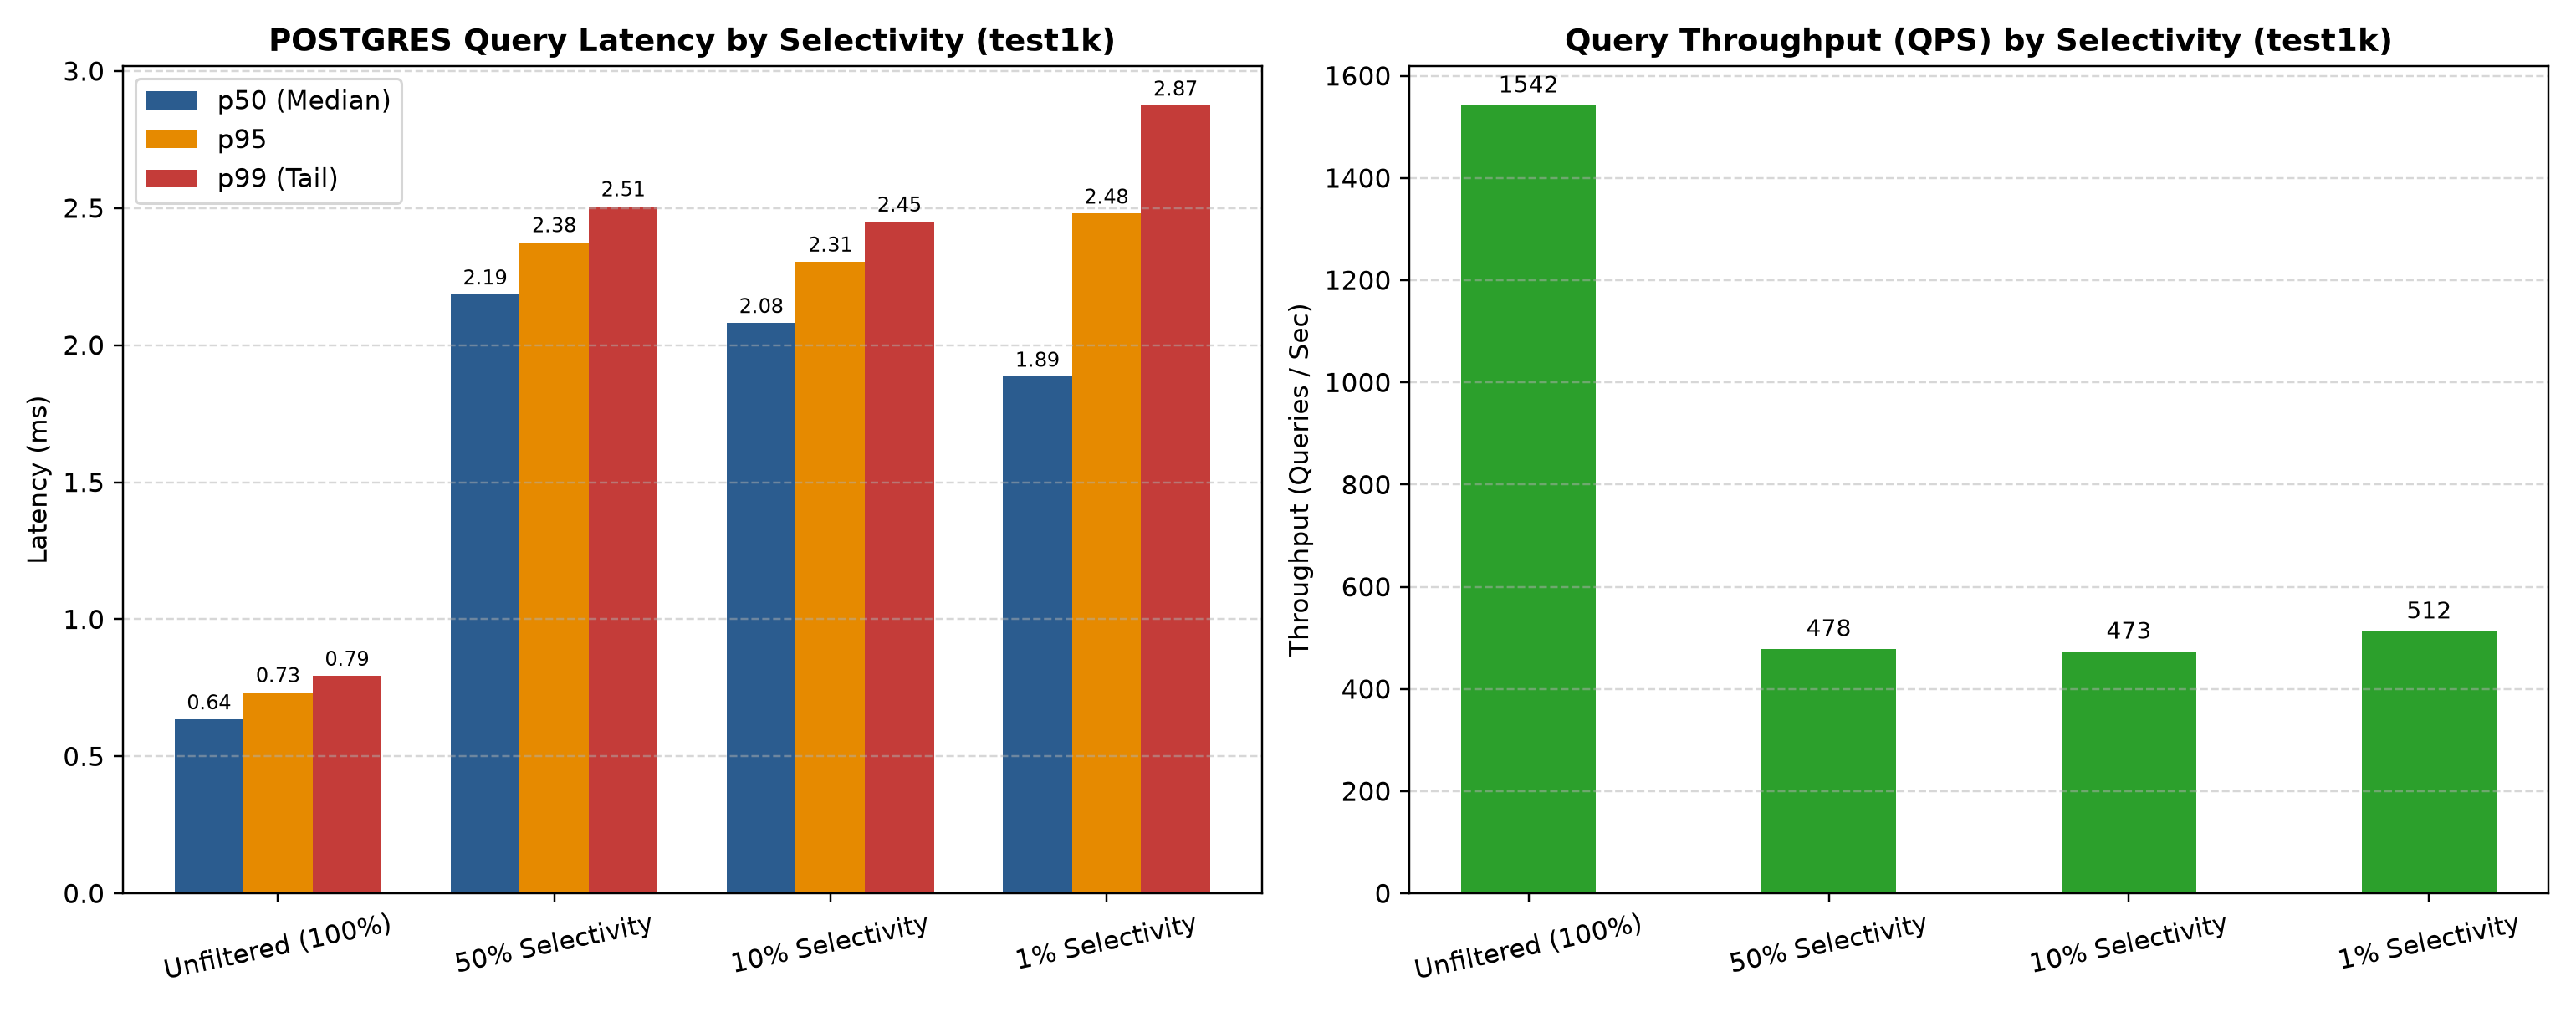 POSTGRES Query Latency by Selectivity (test1k)
3.0
2.5
2.0
1.5
1.0
0.5
0.0
Latency (ms)
p50 (Median)
p95
p99 (Tail)
0.64
0.73
0.79
2.19
2.38
2.51
2.08
2.31
2.45
1.89
2.48
2.87
Unfiltered (100%)
50% Selectivity
10% Selectivity
1% Selectivity
Query Throughput (QPS) by Selectivity (test1k)
1600
1400
1200
1000
800
600
400
200
0
Throughput (Queries / Sec)
1542
478
473
512
Unfiltered (100%)
50% Selectivity
10% Selectivity
1% Selectivity